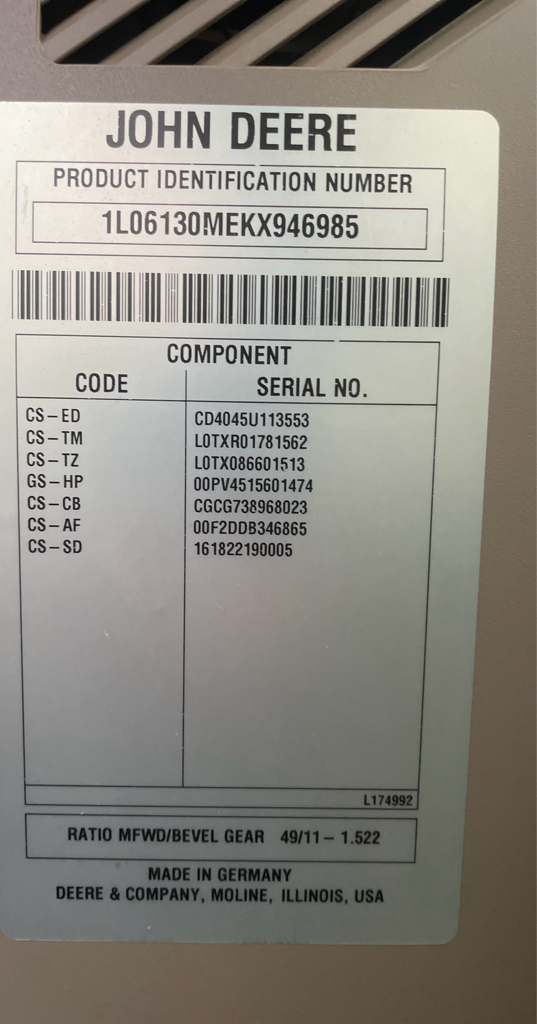 JOHN DEERE
PRODUCT IDENTIFICATION NUMBER
1L06130MEKX946985
COMPONENT
CODE SERIAL NO.
CS-ED CD4045U113553
CS-TM L0TXR01781562
CS-TZ L0TX086601513
GS-HP 00PV4515601474
CS-CB CGCG738968023
CS-AF 00F2DDB346865
CS-SD 161822190005
L174992
RATIO MFWD/BEVEL GEAR 49/11- 1.522
MADE IN GERMANY
DEERE & COMPANY, MOLINE, ILLINOIS, USA